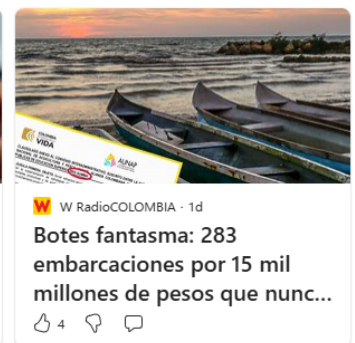 COLOMBIA
VIDA
AUNAP
W RadioCOLOMBIA · 1d
Botes fantasma: 283
embarcaciones por 15 mil
millones de pesos que nunc...
4